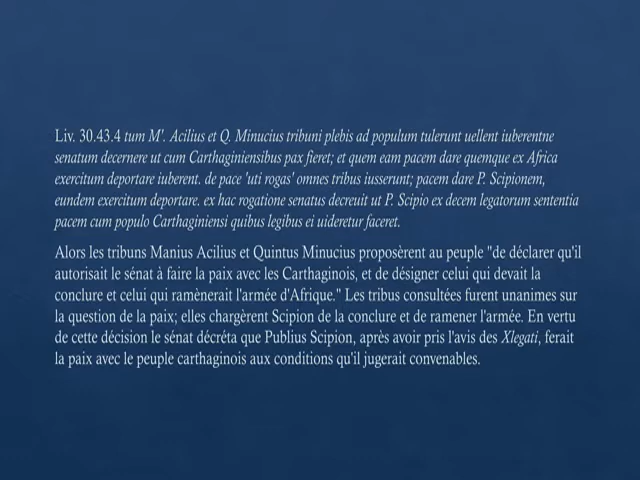 Liv. 30.43.4 tum M'. Acilius et Q. Minucius tribuni plebis ad populum tulerunt uellent iuberentne
senatum decernere ut cum Carthaginiensibus pax fieret; et quem eam pacem dare quemque ex Africa
exercitum deportare iuberent. de pace 'uti rogas' omnes tribus iusserunt; pacem dare P. Scipionem,
eundem exercitum deportare. ex hac rogatione senatus decreuit ut P. Scipio ex decem legatorum sententia
pacem cum populo Carthaginiensi quibus legibus ei uideretur faceret.
Alors les tribuns Manius Acilius et Quintus Minucius proposèrent au peuple "de déclarer qu'il
autorisait le sénat à faire la paix avec les Carthaginois, et de désigner celui qui devait la
conclure et celui qui ramènerait l'armée d'Afrique." Les tribus consultées furent unanimes sur
la question de la paix; elles chargèrent Scipion de la conclure et de ramener l'armée. En vertu
de cette décision le sénat décréta que Publius Scipion, après avoir pris l'avis des Xlegati, ferait
la paix avec le peuple carthaginois aux conditions qu'il jugerait convenables.